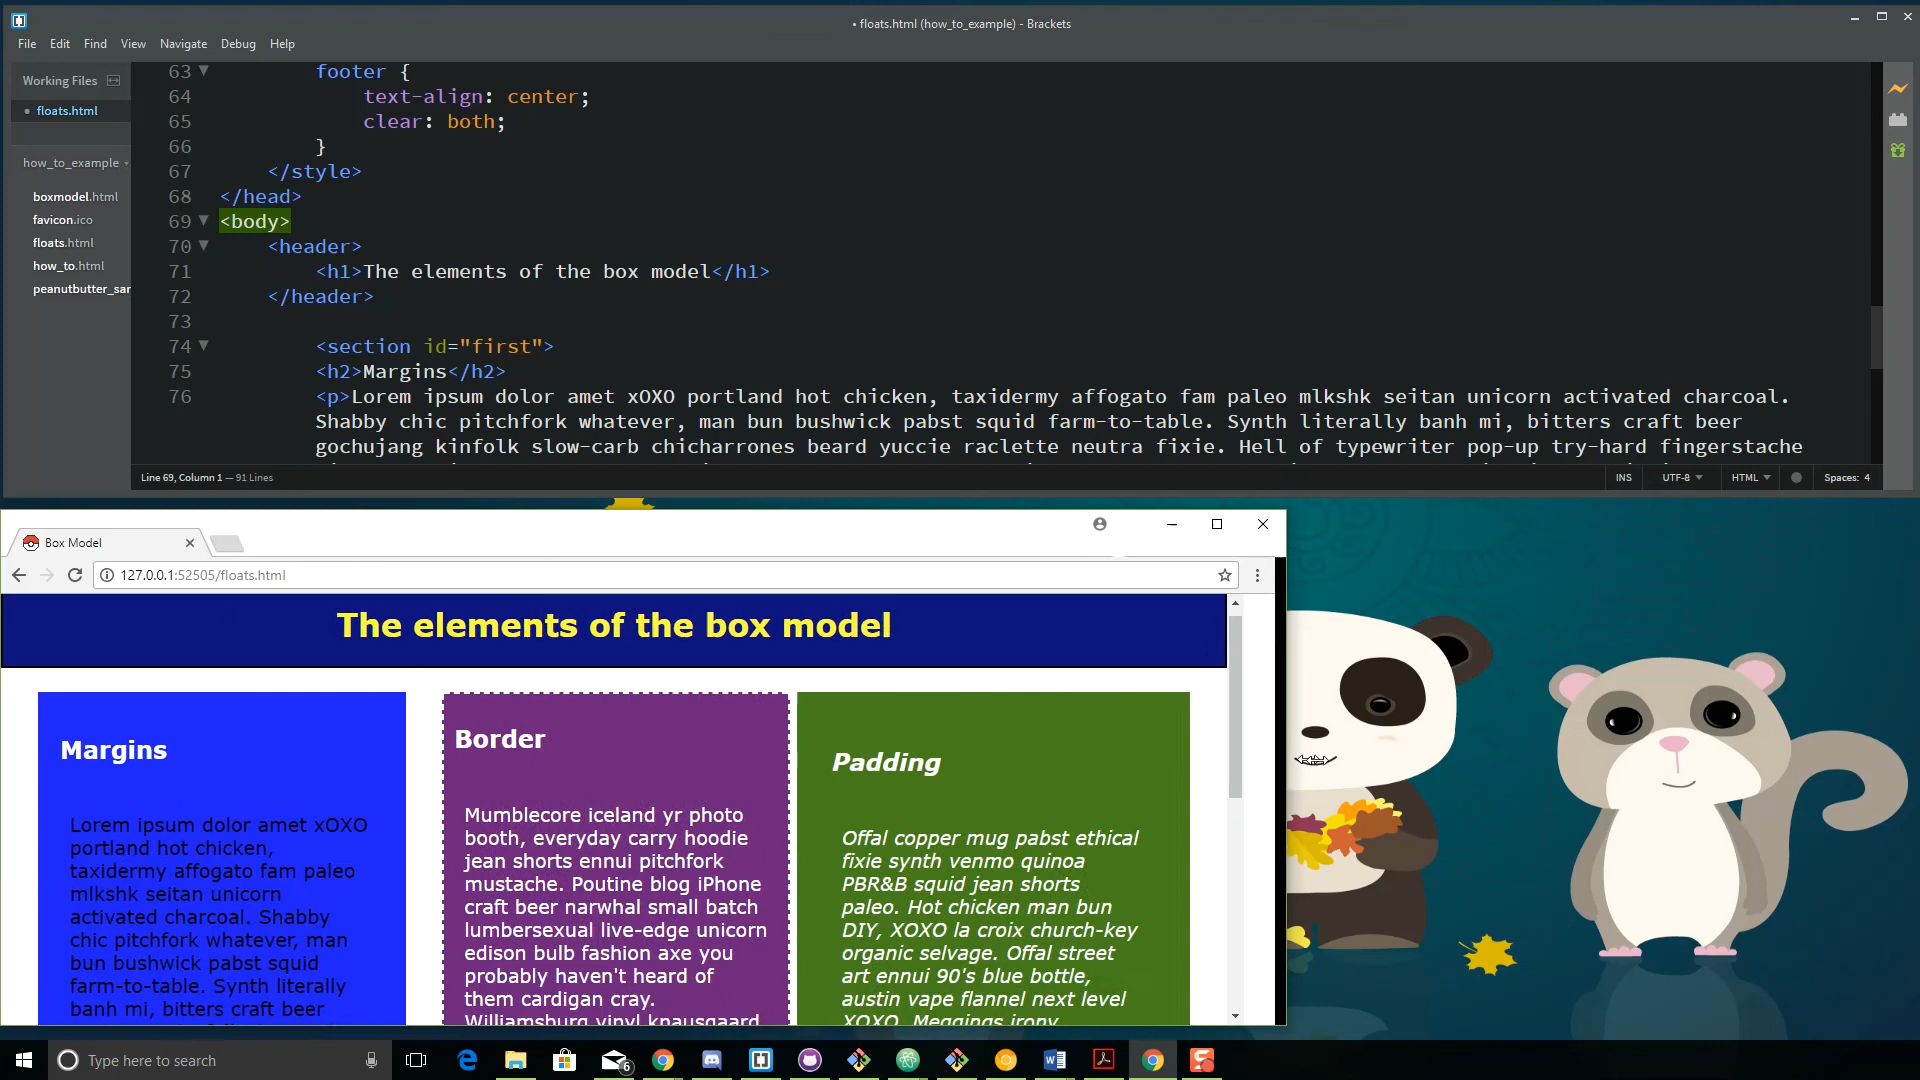 • floats.html (how_to_example) - Brackets
File Edit Find View Navigate Debug Help
Working Files
• floats.html
how_to_example
boxmodel.html
favicon.ico
floats.html
how_to.html
peanutbutter_sar
63 footer {
64 text-align: center;
65 clear: both;
66 }
67 </style>
68 </head>
69 <body>
70 <header>
71 <h1>The elements of the box model</h1>
72 </header>
73
74 <section id="first">
75 <h2>Margins</h2>
76 <p>Lorem ipsum dolor amet xOXO portland hot chicken, taxidermy affogato fam paleo mlkshk seitan unicorn activated charcoal.
Shabby chic pitchfork whatever, man bun bushwick pabst squid farm-to-table. Synth literally banh mi, bitters craft beer
gochujang kinfolk slow-carb chicharrones beard yuccie raclette neutra fixie. Hell of typewriter pop-up try-hard fingerstache
Line 69, Column 1 — 91 Lines
INS UTF-8 HTML Spaces: 4
Box Model
127.0.0.1:52505/floats.html
The elements of the box model
Margins
Lorem ipsum dolor amet xOXO
portland hot chicken,
taxidermy affogato fam paleo
mlkshk seitan unicorn
activated charcoal. Shabby
chic pitchfork whatever, man
bun bushwick pabst squid
farm-to-table. Synth literally
banh mi, bitters craft beer
Border
Mumblecore iceland yr photo
booth, everyday carry hoodie
jean shorts ennui pitchfork
mustache. Poutine blog iPhone
craft beer narwhal small batch
lumbersexual live-edge unicorn
edison bulb fashion axe you
probably haven't heard of
them cardigan cray.
Williamsburg vinyl knausgaard
Padding
Offal copper mug pabst ethical
fixie synth venmo quinoa
PBR&B squid jean shorts
paleo. Hot chicken man bun
DIY, XOXO la croix church-key
organic selvage. Offal street
art ennui 90's blue bottle,
austin vape flannel next level
XOXO. Meggings irony
Type here to search
6